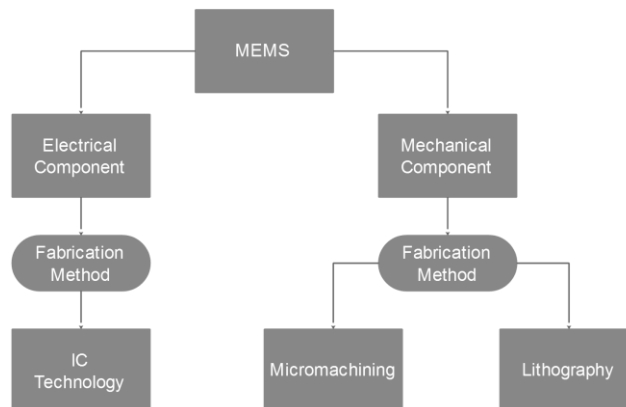 MEMS
Electrical
Component
Mechanical
Component
Fabrication
Method
Fabrication
Method
IC
Technology
Micromachining
Lithography